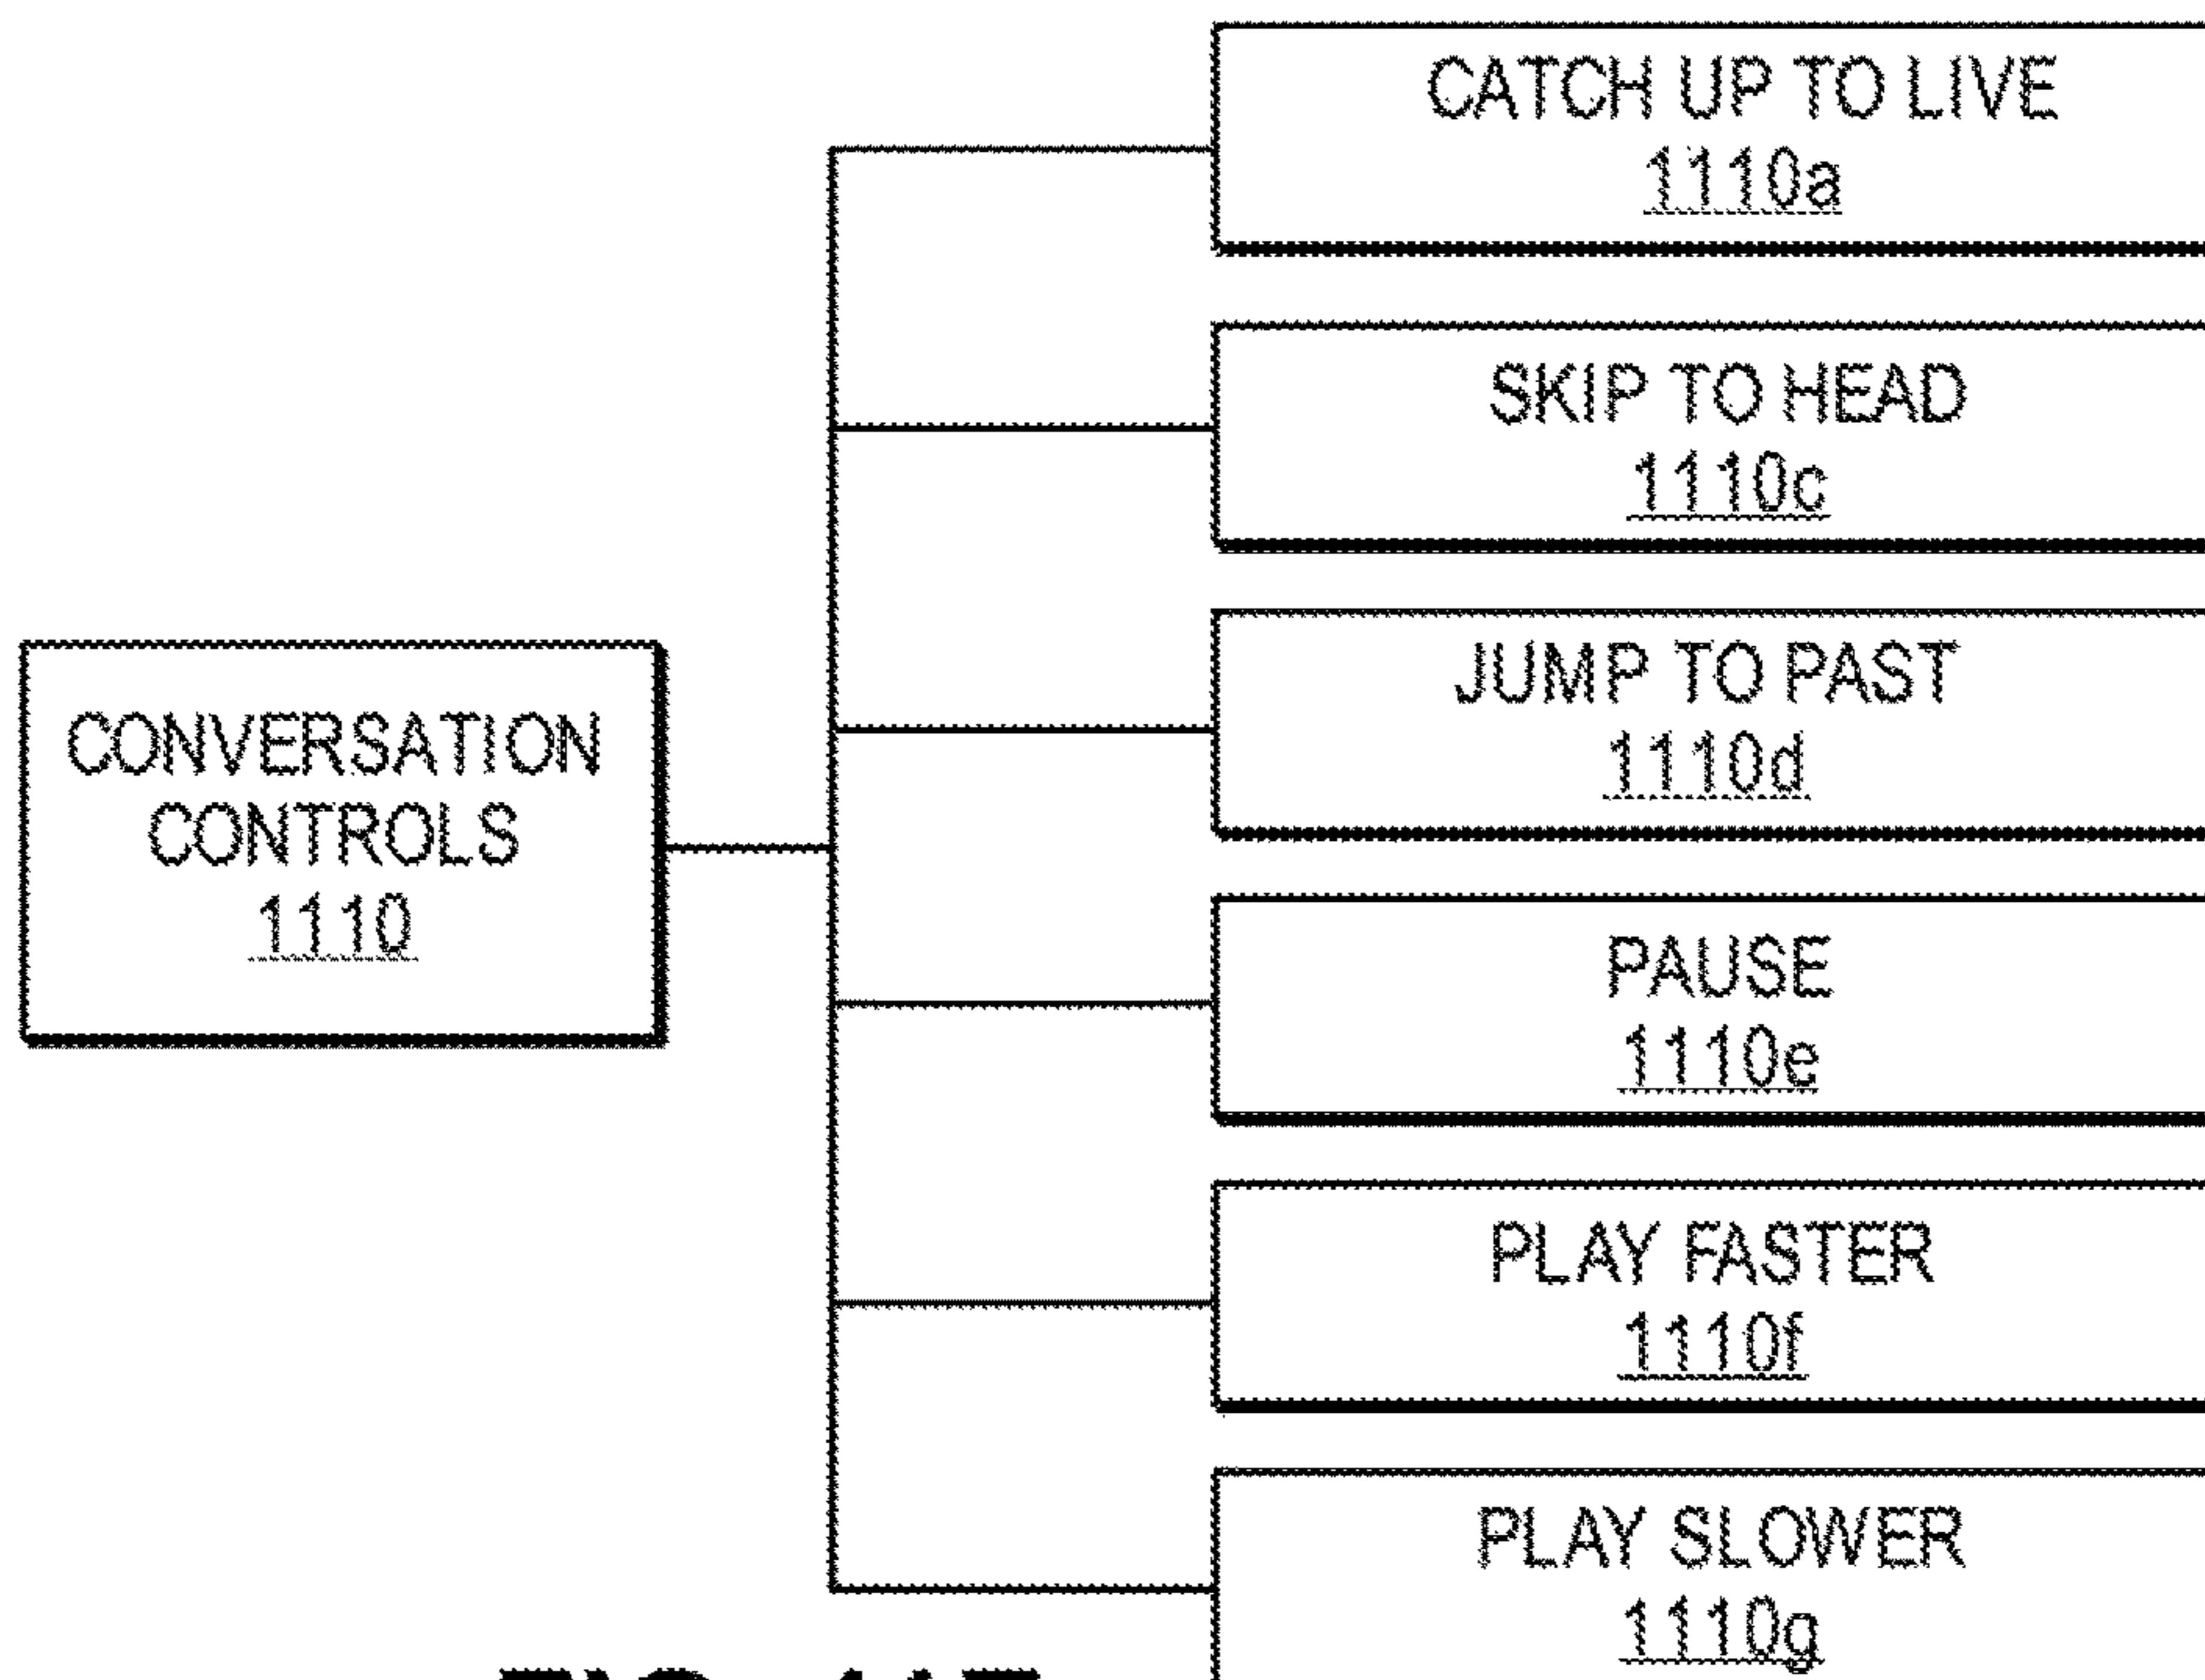 CATCH UP TO LIVE
1110a
SKIP TO HEAD
1110c
JUMP TO PAST
1110d
CONVERSATION
CONTROLS
1110
PAUSE
1110e
PLAY FASTER
1110f
PLAY SLOWER
1110g